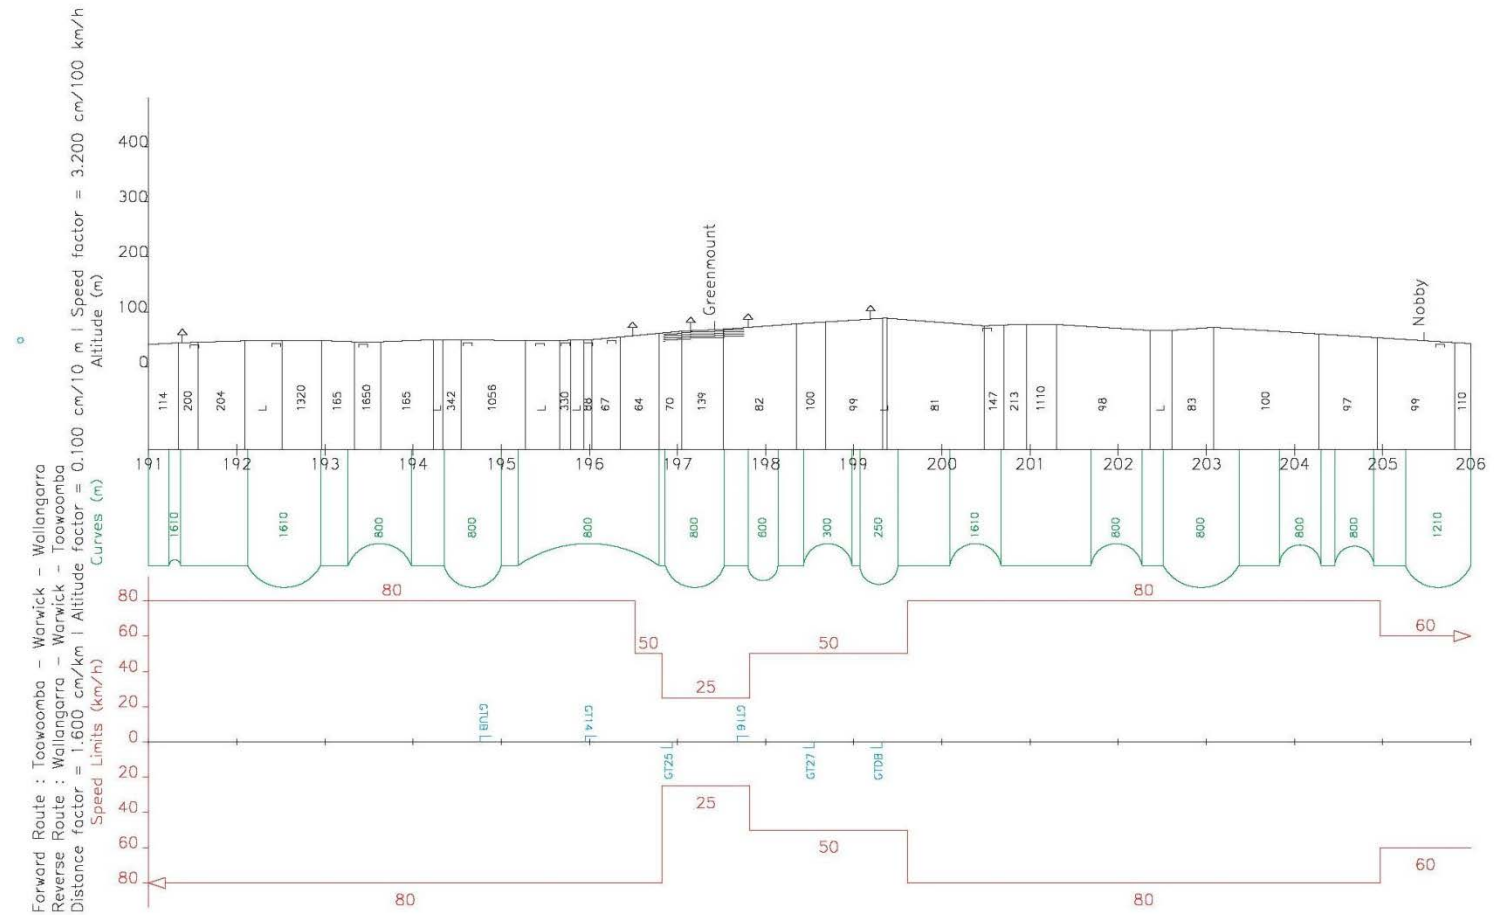 Forward Route : Toowoomba - Warwick - Wallangarra
Reverse Route : Wallangarra - Warwick - Toowoomba
Distance factor = 1.600 cm/km | Altitude factor = 0.100 cm/10 m | Speed factor = 3.200 cm/100 km/h
Altitude (m)
400
300
200
100
0
Greenmount
Nobby
114 200 204 L 1320 165 1650 165 L 342 1056 L 330 L 88 67 64 70 139 82 100 99 L 81 147 213 1110 98 L 83 100 97 99 110
191 192 193 194 195 196 197 198 199 200 201 202 203 204 205 206
Curves (m)
1610 1610 800 800 800 800 600 300 250 1610 800 800 800 800 1210
Speed Limits (km/h)
80
60
40
20
0
20
40
60
80
80 50 25 50 80 60
GTUB GT14 GT16
GT25 GT27 GTDB
80 25 50 80 60